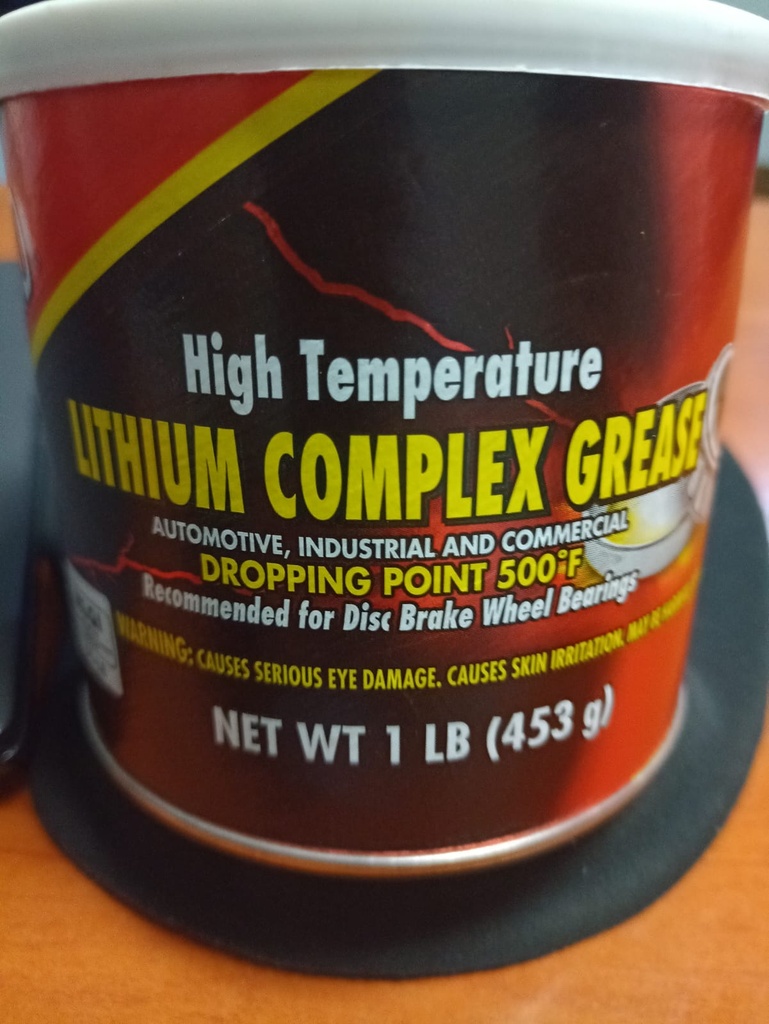 High Temperature
LITHIUM COMPLEX GREASE
AUTOMOTIVE, INDUSTRIAL AND COMMERCIAL
DROPPING POINT 500°F
Recommended for Disc Brake Wheel Bearings
WARNING: CAUSES SERIOUS EYE DAMAGE. CAUSES SKIN IRRITATION. MAY BE
NET WT 1 LB (453 g)